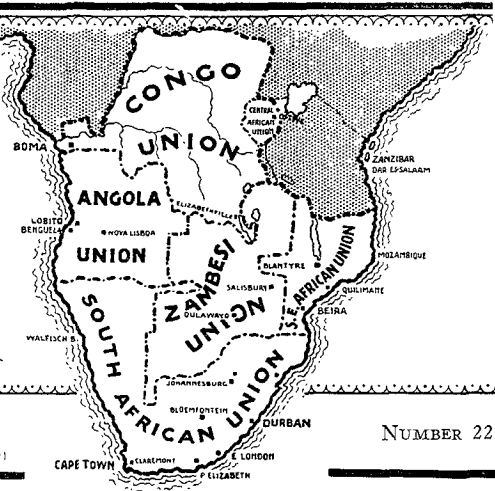 CONGO
UNION
CENTRAL
AFRICAN
UNION
BOMA
ZANZIBAR
DAR ES SALAAM
ANGOLA
UNION
ELIZABETHVILLE
LOBITO
BENGUELA
NOVA LISBOA
ZAMBESI
UNION
BLANTYRE
S. E. AFRICAN UNION
MOZAMBIQUE
QUILIMANE
BEIRA
SALISBURY
BULAWAYO
SOUTH AFRICAN UNION
WALFISCH B.
JOHANNESBURG
BLOEMFONTEIN
DURBAN
NUMBER 22
CAPE TOWN
CLAREMONT
E. LONDON
P. ELIZABETH